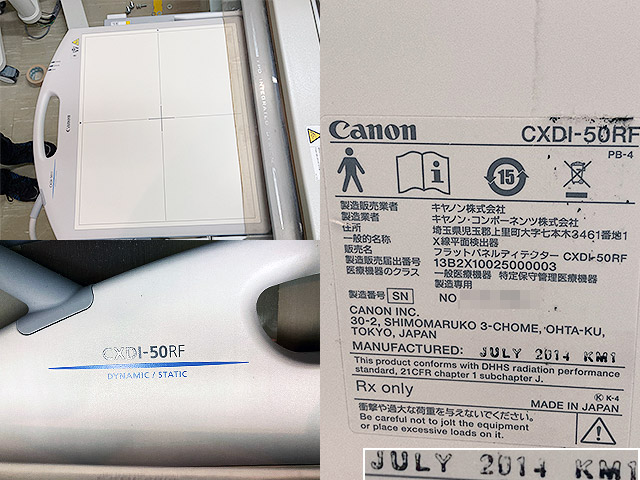 Canon
CXDI-50RF
DYNAMIC / STATIC
Canon CXDI-50RF
PB-4
15
製造販売業者 キヤノン株式会社
製造業者 キヤノン・コンポーネンツ株式会社
住所 埼玉県児玉郡上里町大字七本木3461番地1
一般的名称 X線平面検出器
販売名 フラットパネルディテクター CXDI-50RF
製造販売届出番号 13B2X10025000003
医療機器のクラス 一般医療機器 特定保守管理医療機器
製造専用
製造番号 SN NO
CANON INC.
30-2, SHIMOMARUKO 3-CHOME, OHTA-KU,
TOKYO, JAPAN
MANUFACTURED: JULY 2014 KM1
This product conforms with DHHS radiation performance
standard, 21CFR chapter 1 subchapter J.
Rx only
K K-4
MADE IN JAPAN
衝撃や過大な荷重を与えないでください。
Be careful not to jolt the equipment
or place excessive loads on it.
JULY 2014 KM1